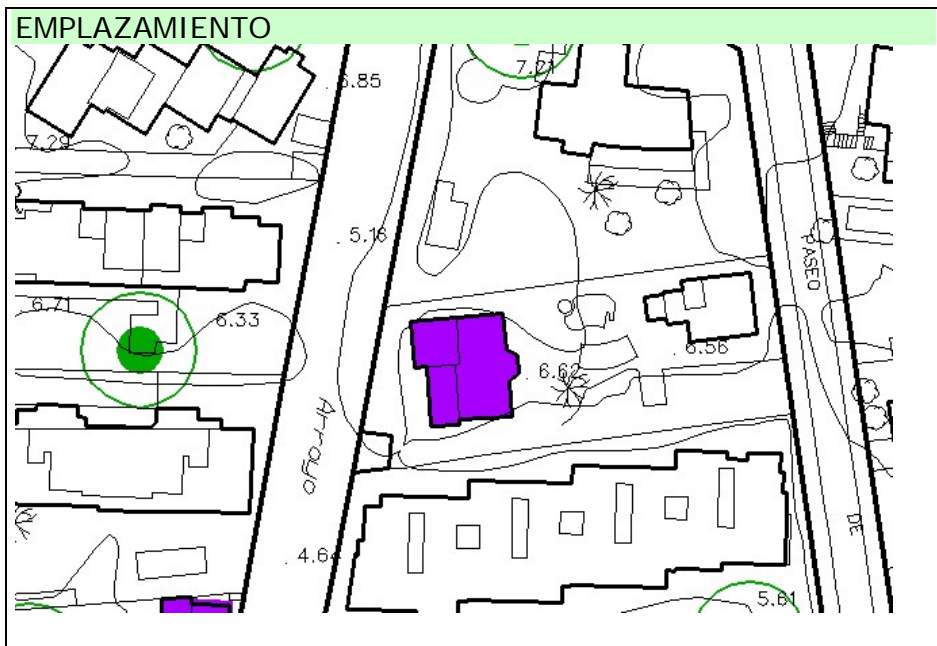 EMPLAZAMIENTO
6.85
7.21
7.29
5.18
PASEO
6.71
6.33
6.56
6.62
Arroyo
DE
4.64
5.61